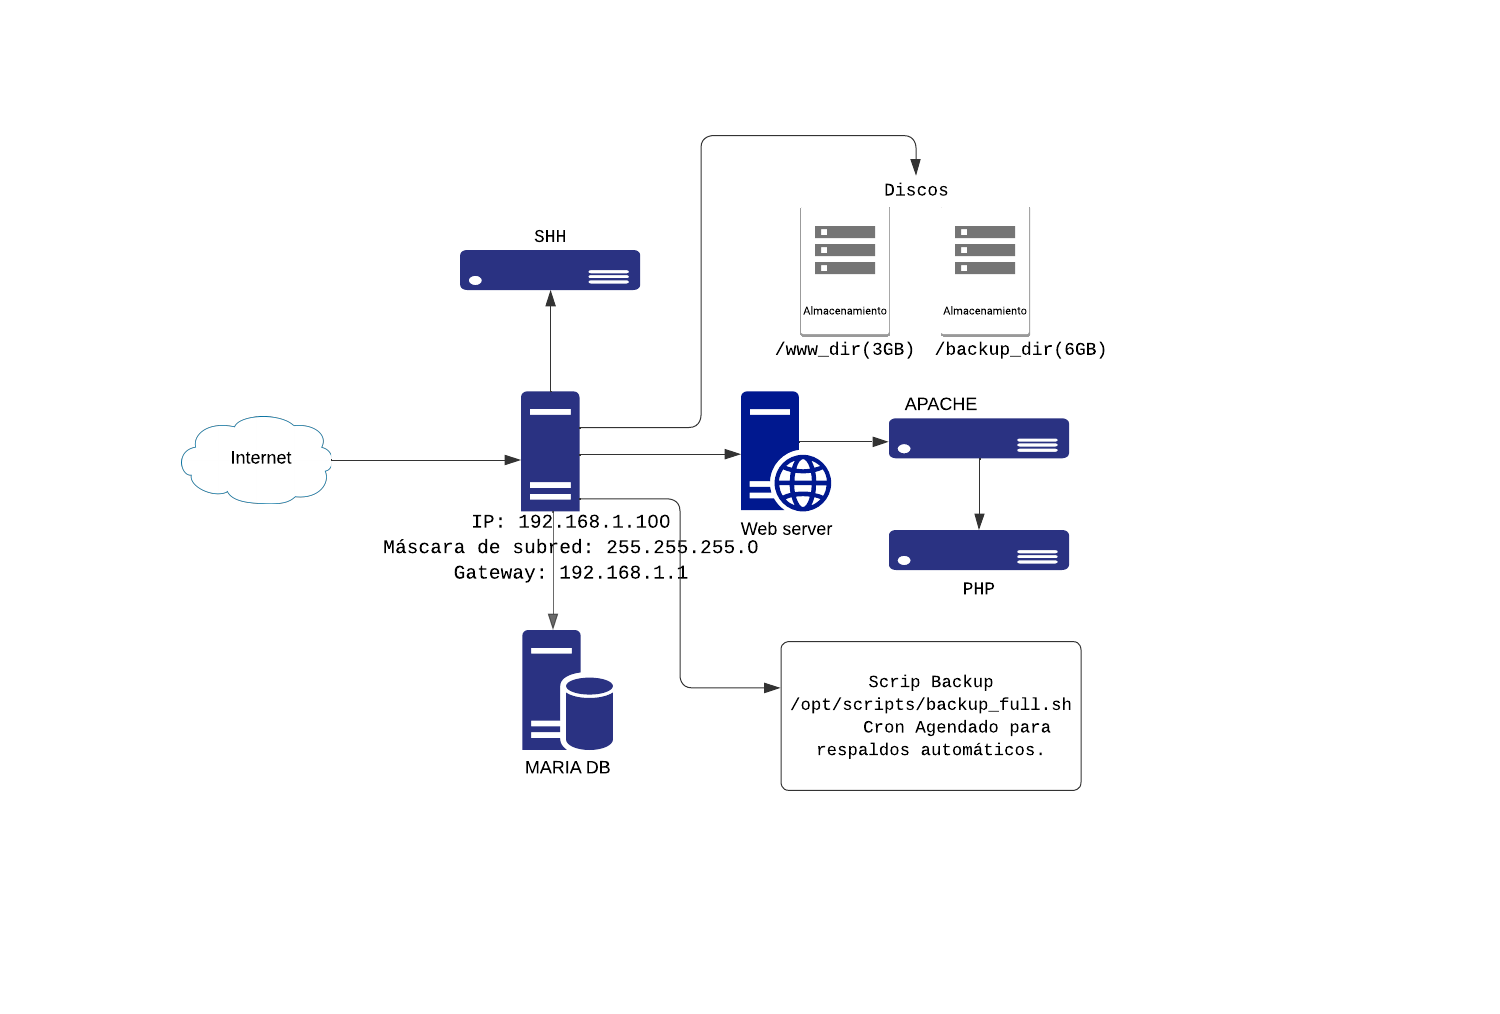 Discos
SHH
Almacenamiento
Almacenamiento
/www_dir(3GB)
/backup_dir(6GB)
APACHE
Internet
IP: 192.168.1.100
Máscara de subred: 255.255.255.0
Gateway: 192.168.1.1
Web server
PHP
MARIA DB
Scrip Backup
/opt/scripts/backup_full.sh
Cron Agendado para
respaldos automáticos.